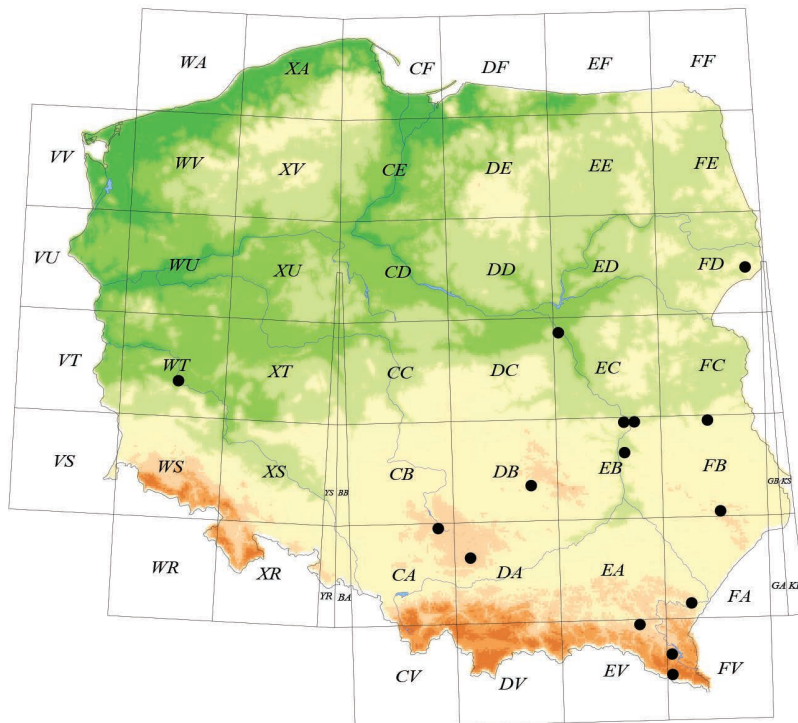 WA XA CF DF EF FF
VV WV XV CE DE EE FE
VU WU XU CD DD ED FD
VT WT XT CC DC EC FC
VS WS XS YS BB CB DB EB FB GB KS
WR XR YR BA CA DA EA FA GA
CV DV EV FV